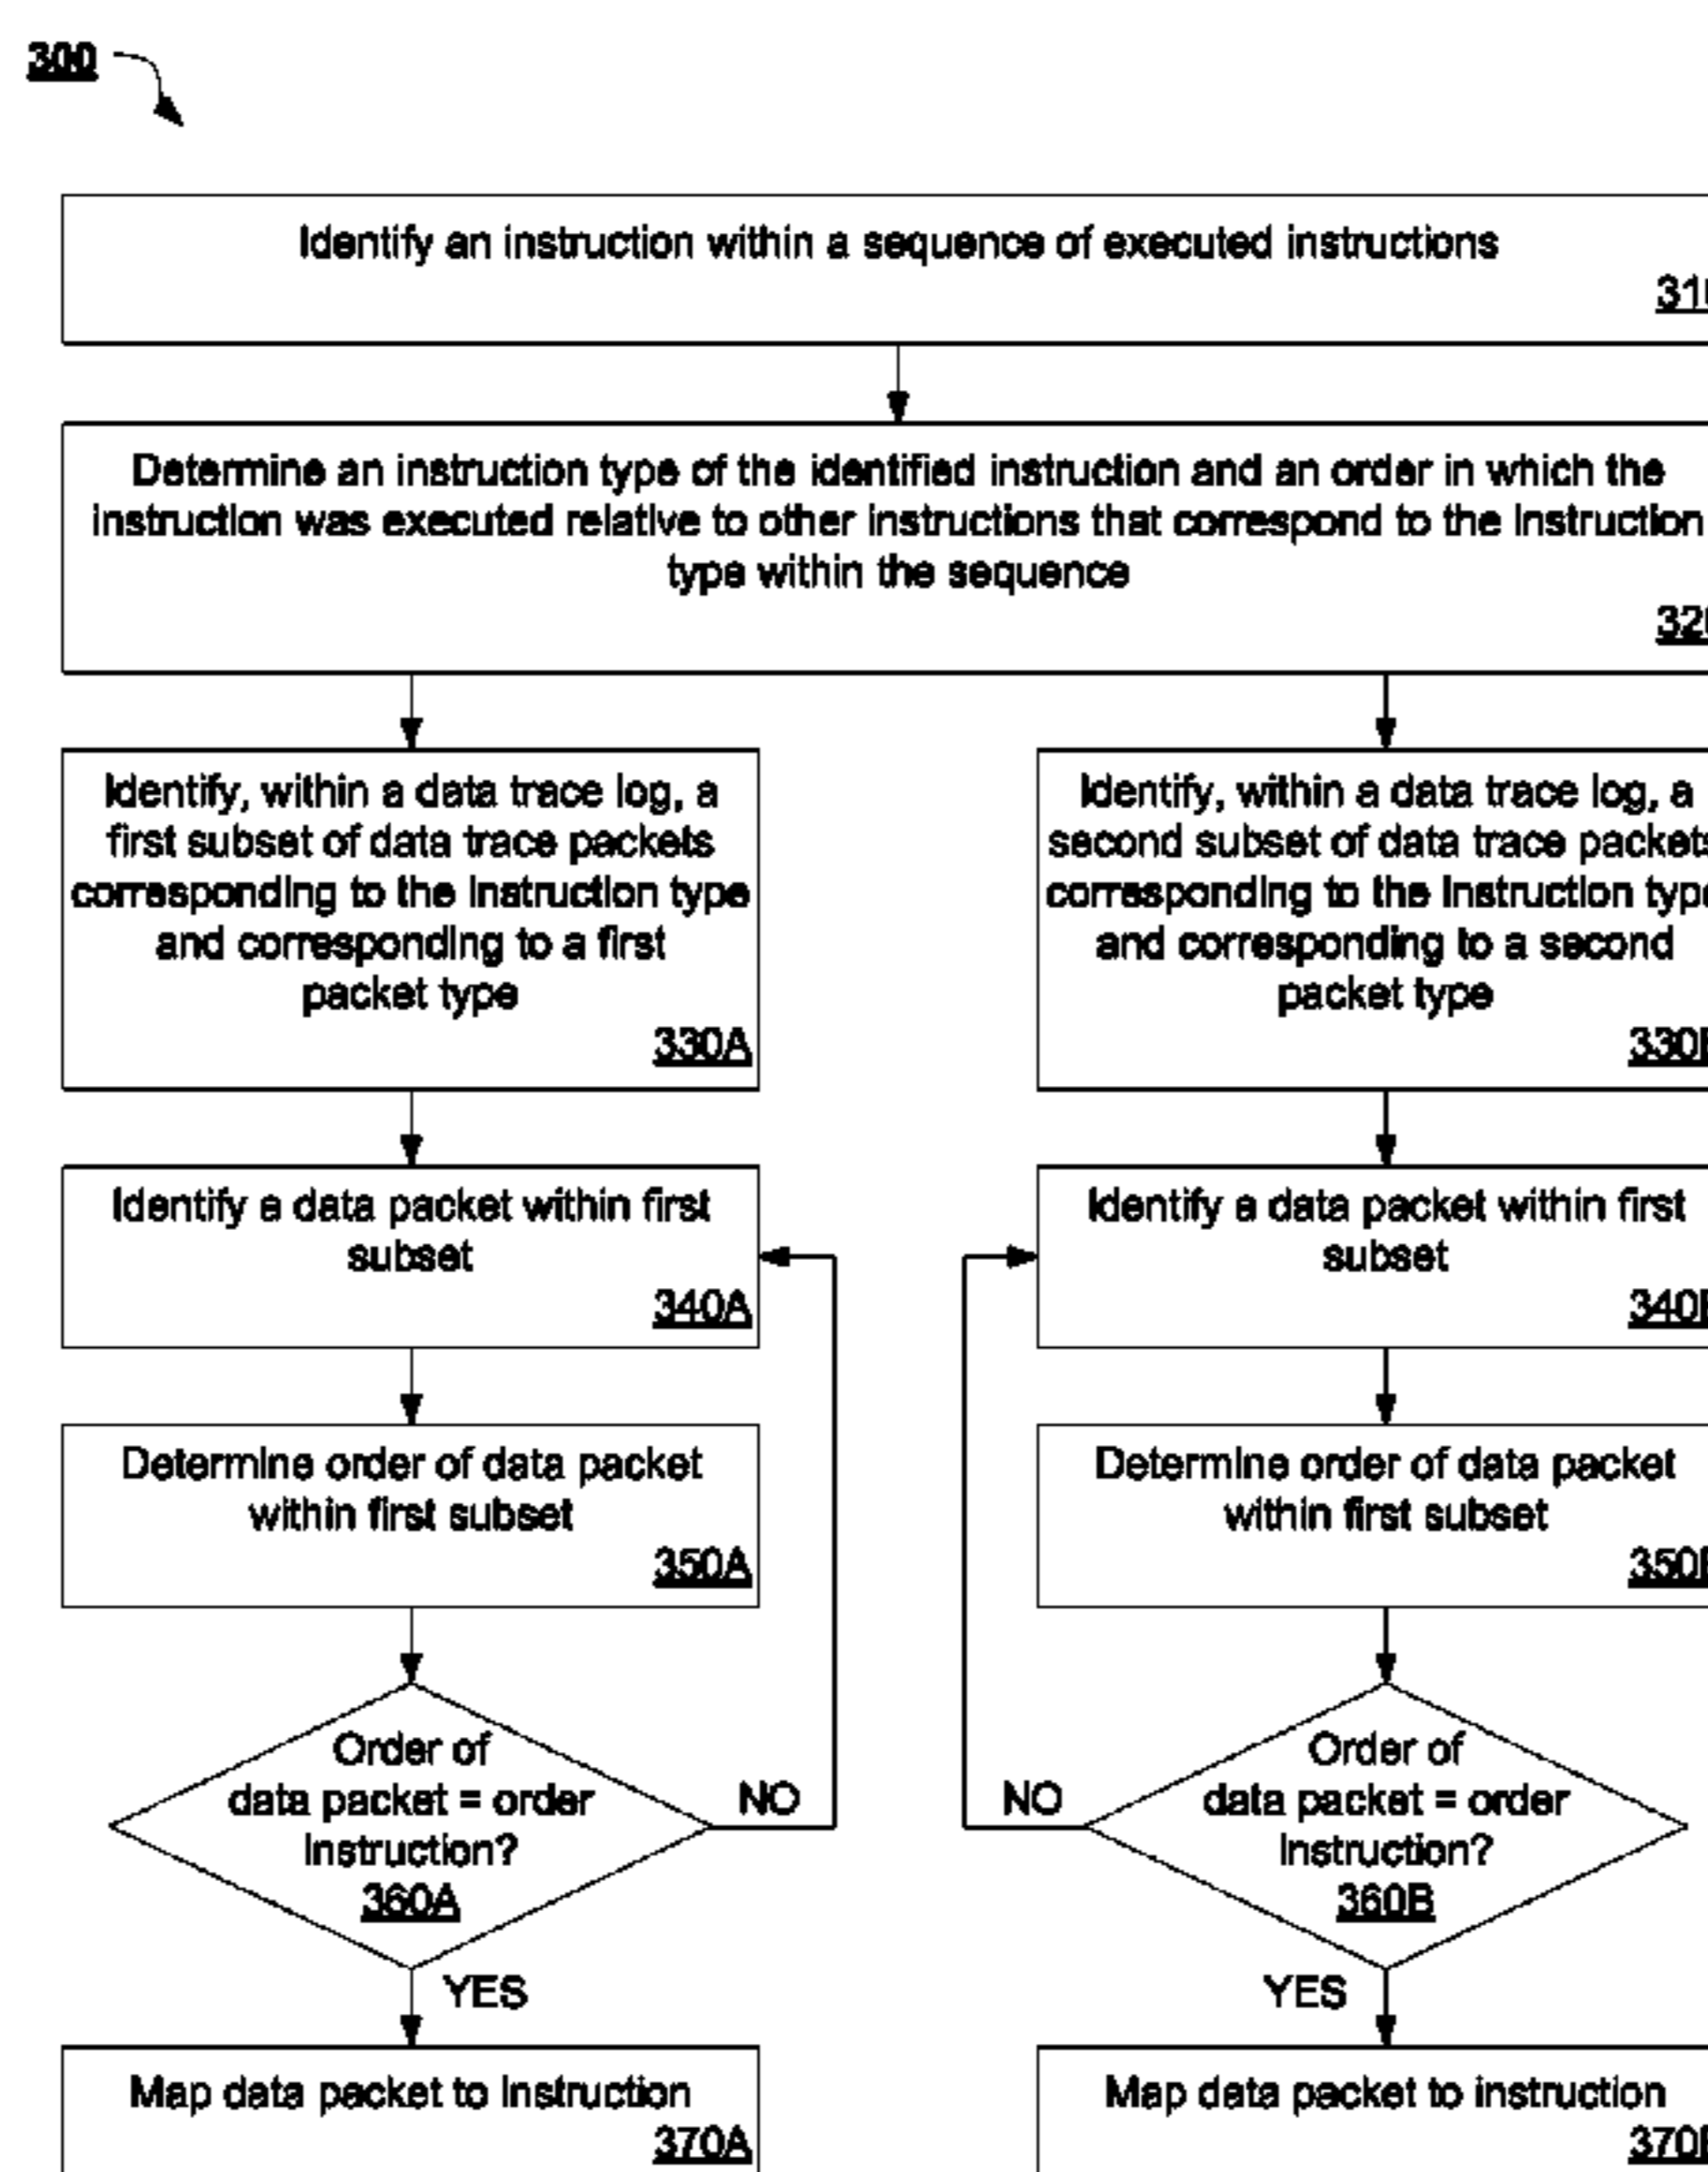 300
Identify an instruction within a sequence of executed instructions
310
Determine an instruction type of the identified instruction and an order in which the
instruction was executed relative to other instructions that correspond to the instruction
type within the sequence
320
Identify, within a data trace log, a
first subset of data trace packets
corresponding to the instruction type
and corresponding to a first
packet type
330A
Identify a data packet within first
subset
340A
Determine order of data packet
within first subset
350A
Order of
data packet = order
instruction?
360A
NO
YES
Map data packet to instruction
370A
Identify, within a data trace log, a
second subset of data trace packets
corresponding to the instruction type
and corresponding to a second
packet type
330B
Identify a data packet within first
subset
340B
Determine order of data packet
within first subset
350B
Order of
data packet = order
instruction?
360B
NO
YES
Map data packet to instruction
370B